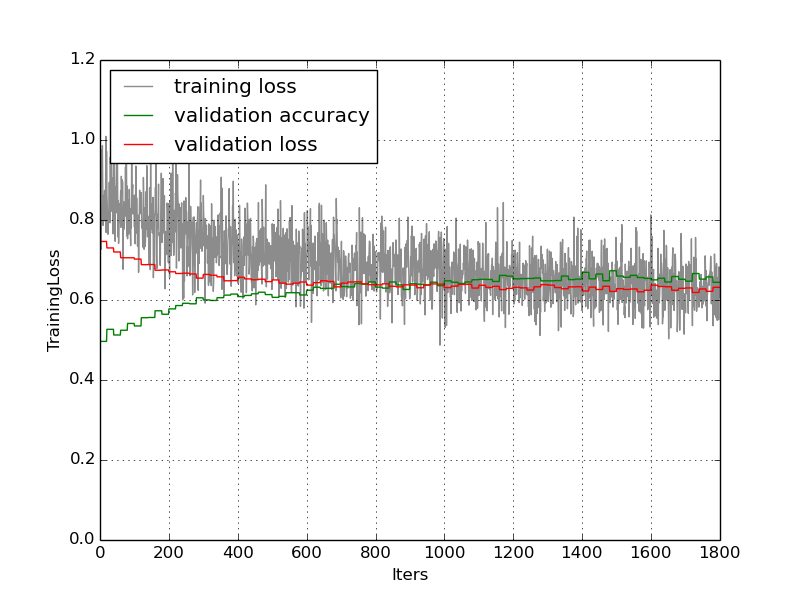 training loss
validation accuracy
validation loss
TrainingLoss
1.2
1.0
0.8
0.6
0.4
0.2
0.0
0 200 400 600 800 1000 1200 1400 1600 1800
Iters